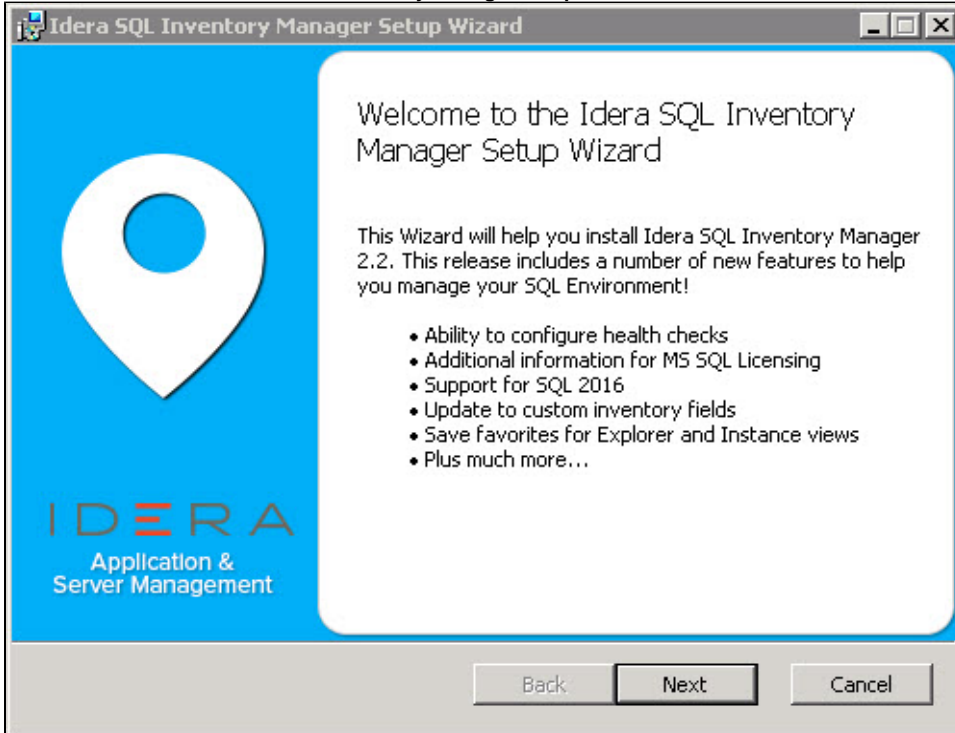 Idera SQL Inventory Manager Setup Wizard
Welcome to the Idera SQL Inventory
Manager Setup Wizard
This Wizard will help you install Idera SQL Inventory Manager
2.2. This release includes a number of new features to help
you manage your SQL Environment!
• Ability to configure health checks
• Additional information for MS SQL Licensing
• Support for SQL 2016
• Update to custom inventory fields
• Save favorites for Explorer and Instance views
• Plus much more...
IDERA
Application &
Server Management
Back Next Cancel